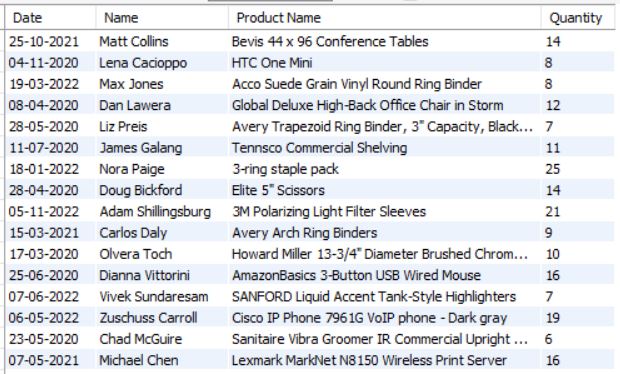 Date Name Product Name Quantity
25-10-2021 Matt Collins Bevis 44 x 96 Conference Tables 14
04-11-2020 Lena Cacioppo HTC One Mini 8
19-03-2022 Max Jones Acco Suede Grain Vinyl Round Ring Binder 8
08-04-2020 Dan Lawera Global Deluxe High-Back Office Chair in Storm 12
28-05-2020 Liz Preis Avery Trapezoid Ring Binder, 3" Capacity, Black... 7
11-07-2020 James Galang Tennsco Commercial Shelving 11
18-01-2022 Nora Paige 3-ring staple pack 25
28-04-2020 Doug Bickford Elite 5" Scissors 14
05-11-2022 Adam Shillingsburg 3M Polarizing Light Filter Sleeves 21
15-03-2021 Carlos Daly Avery Arch Ring Binders 9
17-03-2020 Olvera Toch Howard Miller 13-3/4" Diameter Brushed Chrom... 10
25-06-2020 Dianna Vittorini AmazonBasics 3-Button USB Wired Mouse 16
07-06-2022 Vivek Sundaresam SANFORD Liquid Accent Tank-Style Highlighters 7
06-05-2022 Zuschuss Carroll Cisco IP Phone 7961G VoIP phone - Dark gray 19
23-05-2020 Chad McGuire Sanitaire Vibra Groomer IR Commercial Upright ... 6
07-05-2021 Michael Chen Lexmark MarkNet N8150 Wireless Print Server 16